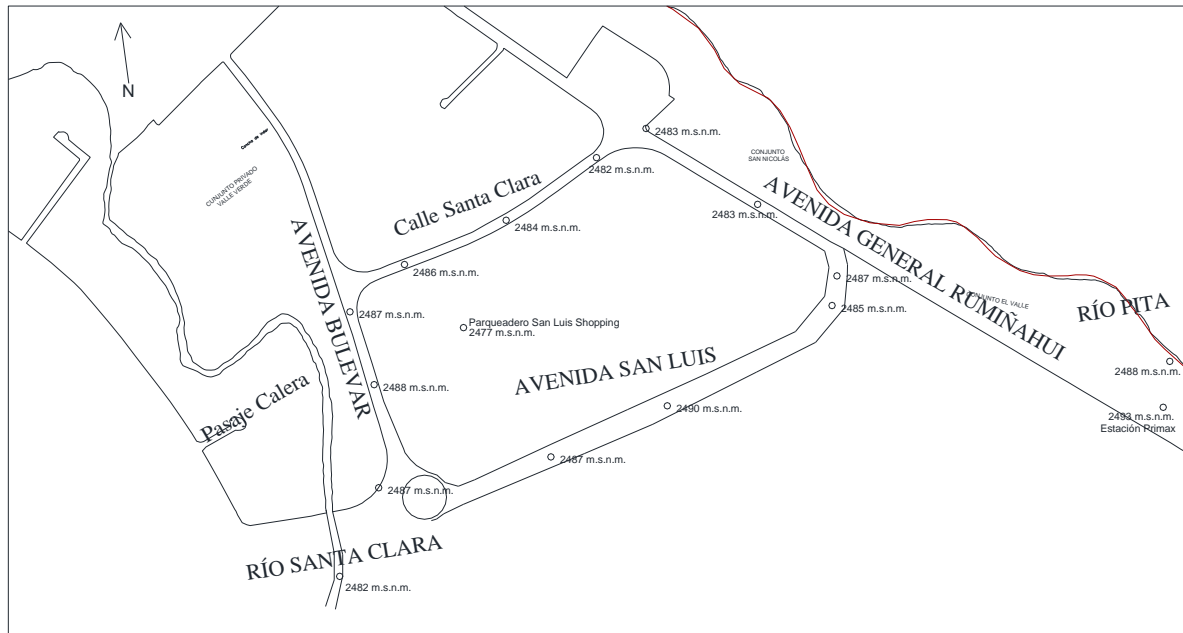 N
2483 m.s.n.m.
CONJUNTO
SAN NICOLÁS
2482 m.s.n.m.
CUNJUNTO PRIVADO
VALLE VERDE
Calle Santa Clara
AVENIDA GENERAL RUMIÑAHUI
2483 m.s.n.m.
2484 m.s.n.m.
AVENIDA BULEVAR
2486 m.s.n.m.
2487 m.s.n.m.
CONJUNTO EL VALLE
RÍO PITA
2485 m.s.n.m.
2487 m.s.n.m.
Parqueadero San Luis Shopping
2477 m.s.n.m.
AVENIDA SAN LUIS
2488 m.s.n.m.
2488 m.s.n.m.
Pasaje Calera
2490 m.s.n.m.
2493 m.s.n.m.
Estación Primax
2487 m.s.n.m.
2487 m.s.n.m.
RÍO SANTA CLARA
2482 m.s.n.m.